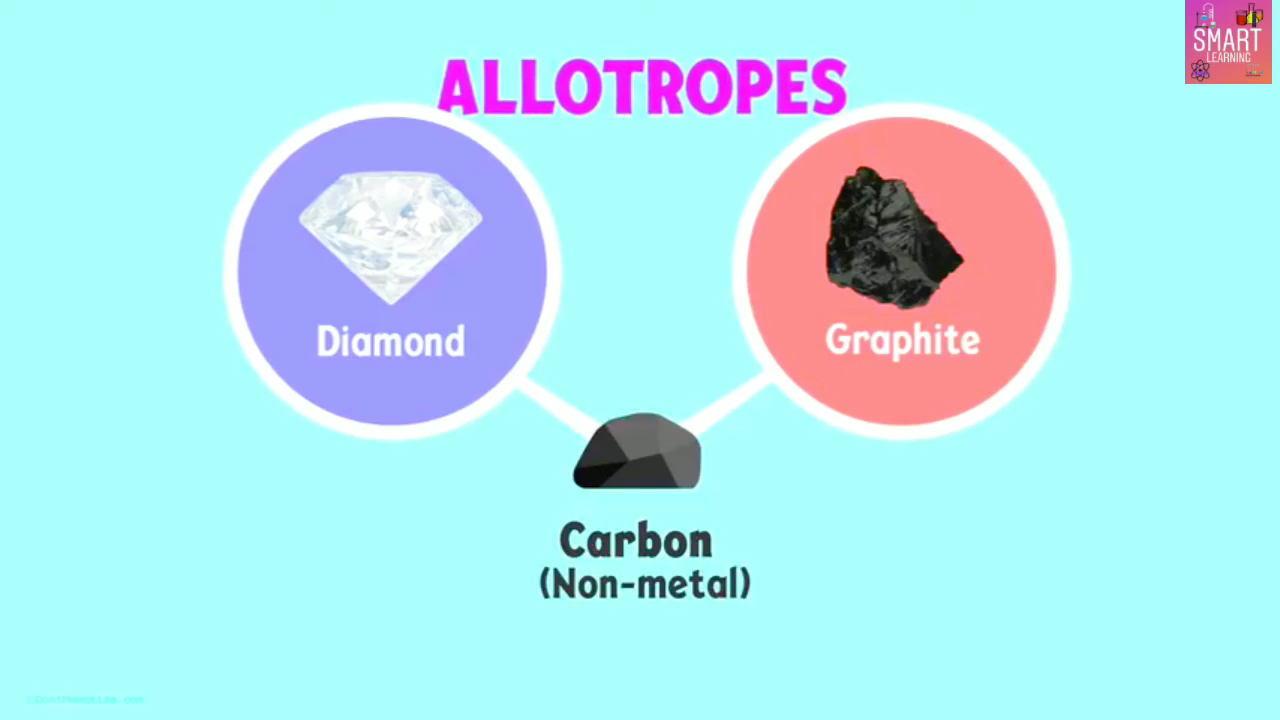 SMART
LEARNING
ALLOTROPES
Diamond
Graphite
Carbon
(Non-metal)